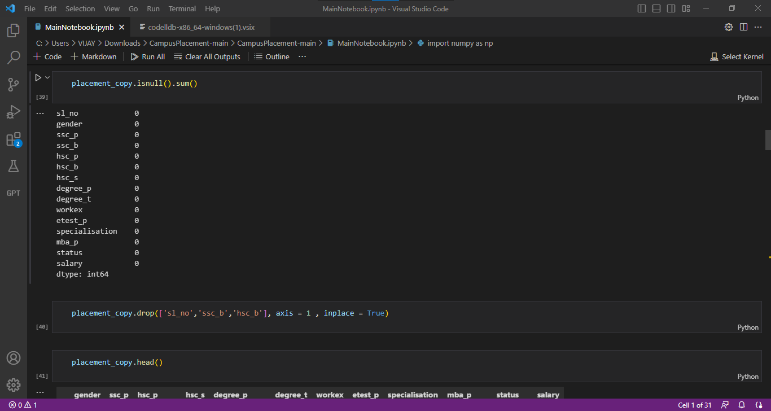 File Edit Selection View Go Run Terminal Help
MainNotebook.ipynb - Visual Studio Code
MainNotebook.ipynb codelldb-x86_64-windows(1).vsix
C: > Users > VIJAY > Downloads > CampusPlacement-main > CampusPlacement-main > MainNotebook.ipynb > import numpy as np
+ Code + Markdown Run All Clear All Outputs Outline ... Select Kernel
placement_copy.isnull().sum()
[39] Python
sl_no 0
gender 0
ssc_p 0
ssc_b 0
hsc_p 0
hsc_b 0
hsc_s 0
degree_p 0
degree_t 0
workex 0
etest_p 0
specialisation 0
mba_p 0
status 0
salary 0
dtype: int64
2
GPT
placement_copy.drop(['sl_no','ssc_b','hsc_b'], axis = 1 , inplace = True)
[40] Python
placement_copy.head()
[41] Python
gender ssc_p hsc_p hsc_s degree_p degree_t workex etest_p specialisation mba_p status salary
0 1 Cell 1 of 31